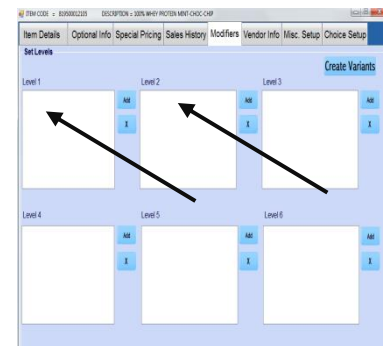 ITEM CODE = 819500012105 DESCRIPTION = 100% WHEY PROTEIN MINT-CHOC-CHIP
Item Details Optional Info Special Pricing Sales History Modifiers Vendor Info Misc. Setup Choice Setup
Set Levels
Create Variants
Level 1 Level 2 Level 3
Add Add Add
X X X
Level 4 Level 5 Level 6
Add Add Add
X X X